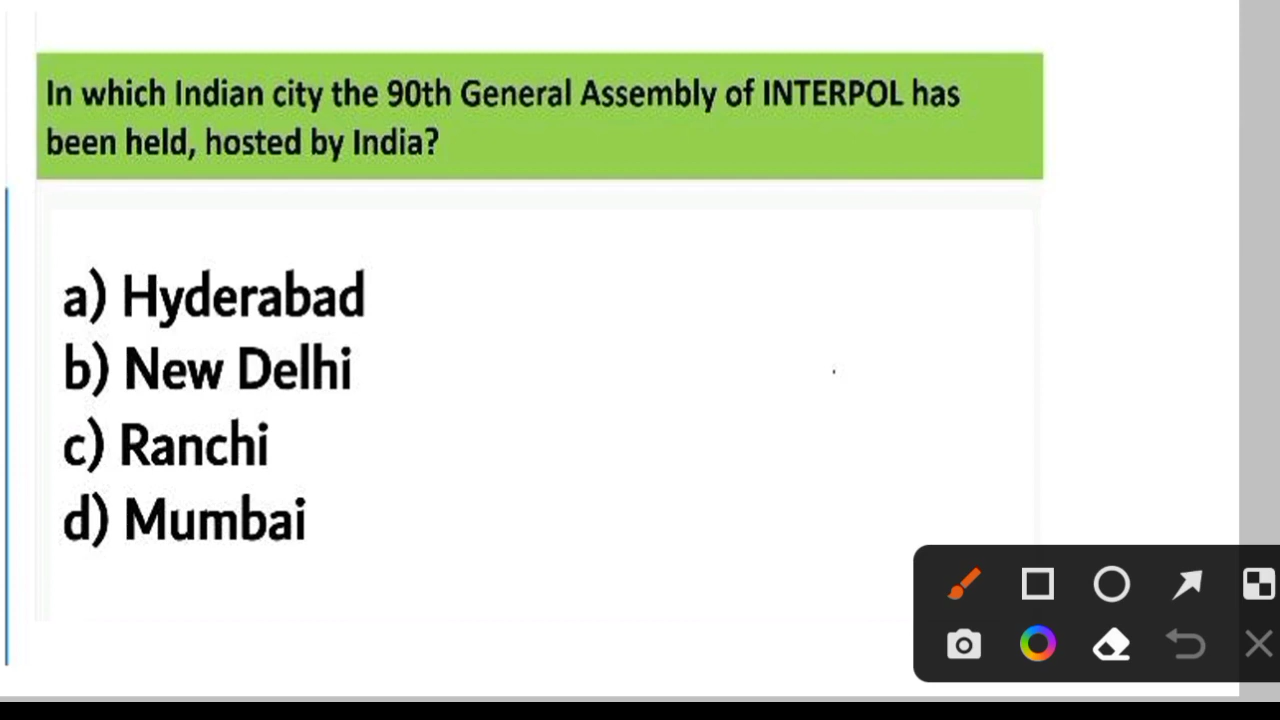 In which Indian city the 90th General Assembly of INTERPOL has
been held, hosted by India?
a) Hyderabad
b) New Delhi
c) Ranchi
d) Mumbai